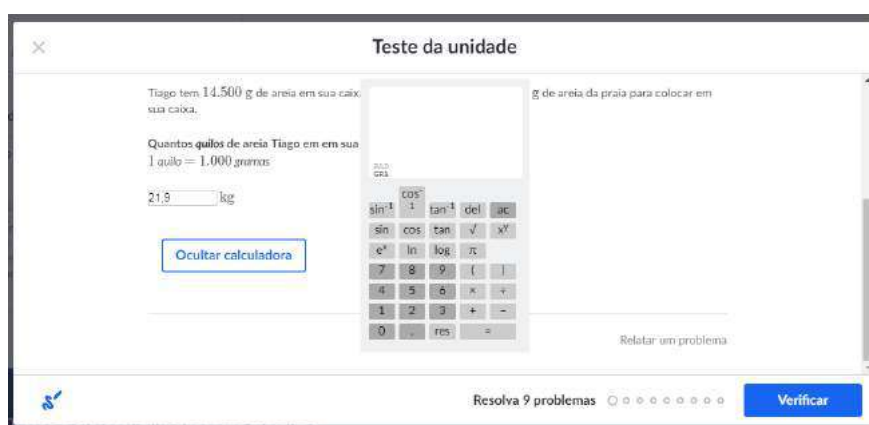 Teste da unidade
Tiago tem 14.500 g de areia em sua caix
g de areia da praia para colocar em
sua caixa.
Quantos quilos de areia Tiago em em sua
1 quilo = 1.000 gramas
21,9 kg
Ocultar calculadora
RAD
GRA
sin⁻¹ cos⁻¹ tan⁻¹ del ac
sin cos tan √ xʸ
eˣ ln log π
7 8 9 ( )
4 5 6 × ÷
1 2 3 + −
0 . res =
Relatar um problema
Resolva 9 problemas
Verificar